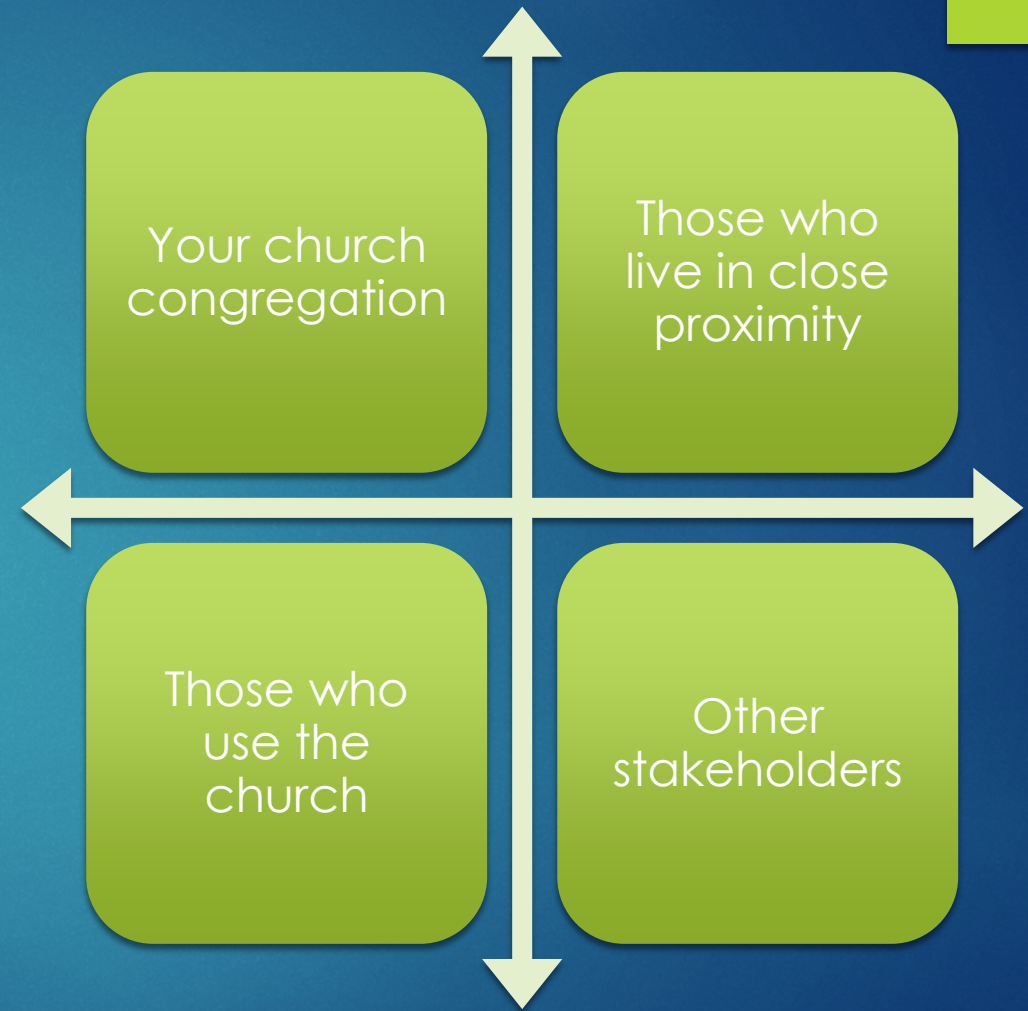 Your church
congregation
Those who
live in close
proximity
Those who
use the
church
Other
stakeholders